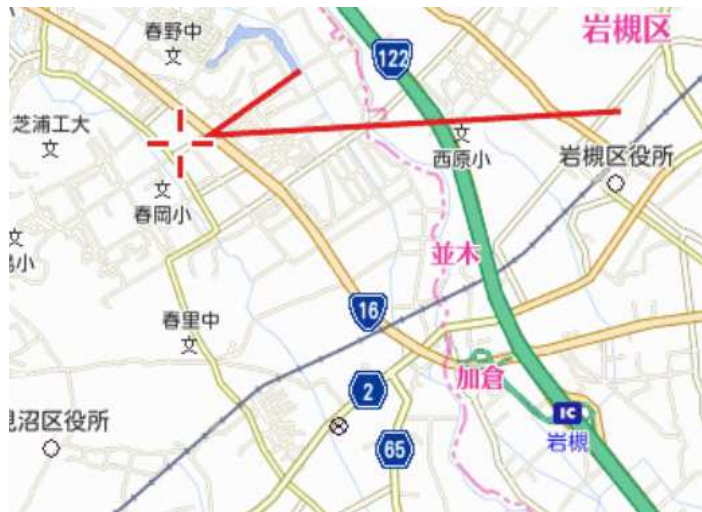 春野中
文
岩槻区
122
芝浦工大
文
文
西原小
岩槻区役所
文
春岡小
文
小
並木
16
春里中
文
加倉
2
IC
岩槻
沼区役所
65